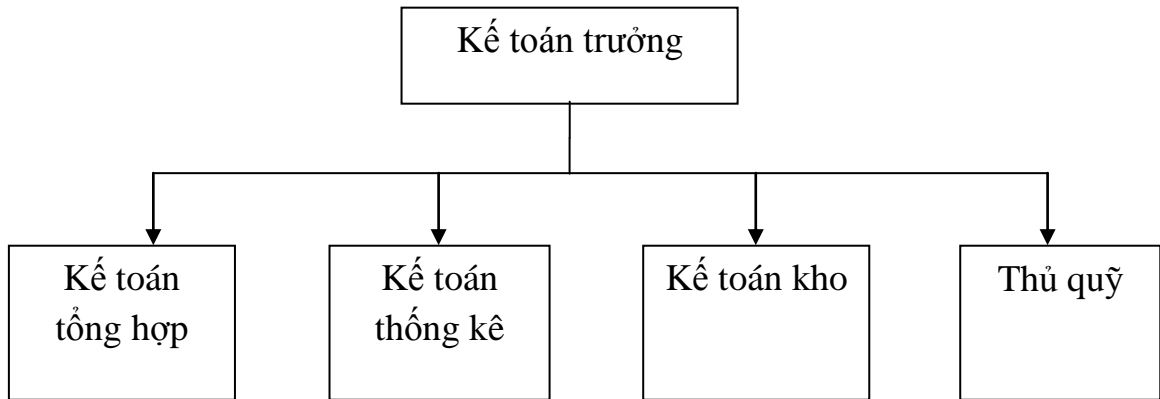 Kế toán trưởng
Kế toán
tổng hợp
Kế toán
thống kê
Kế toán kho
Thủ quỹ